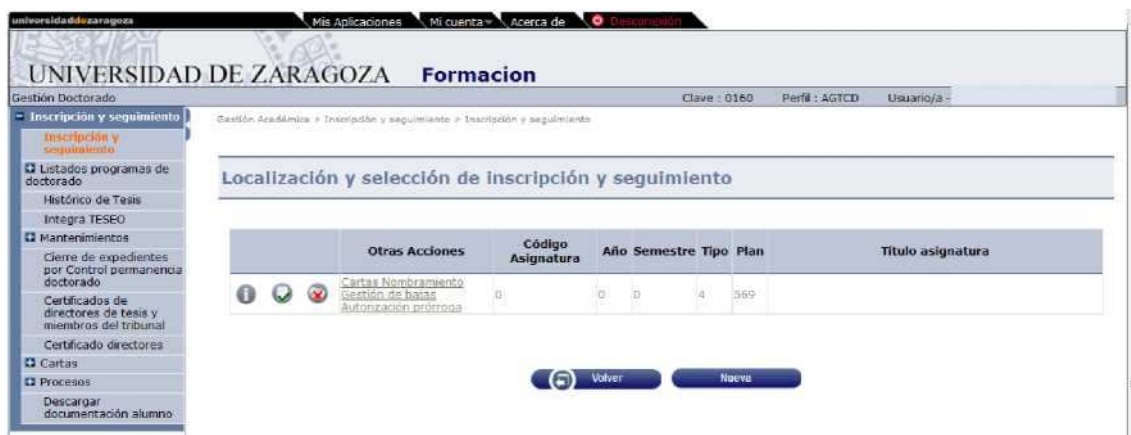 universidaddezaragoza
Mis Aplicaciones Mi cuenta Acerca de Desconexión
UNIVERSIDAD DE ZARAGOZA Formacion
Gestión Doctorado Clave : 0160 Perfil : AGTCD Usuario/a -
Inscripción y seguimiento
Gestión Académica > Inscripción y seguimiento > Inscripción y seguimiento
Inscripción y
seguimiento
Listados programas de
doctorado
Histórico de Tesis
Integra TESEO
Mantenimientos
Cierre de expedientes
por Control permanencia
doctorado
Certificados de
directores de tesis y
miembros del tribunal
Certificado directores
Cartas
Procesos
Descargar
documentación alumno
Localización y selección de inscripción y seguimiento
Otras Acciones Código Asignatura Año Semestre Tipo Plan Título asignatura
Cartas Nombramiento
Gestión de bajas 0 0 0 4 569
Autorización prórroga
Volver Nueva